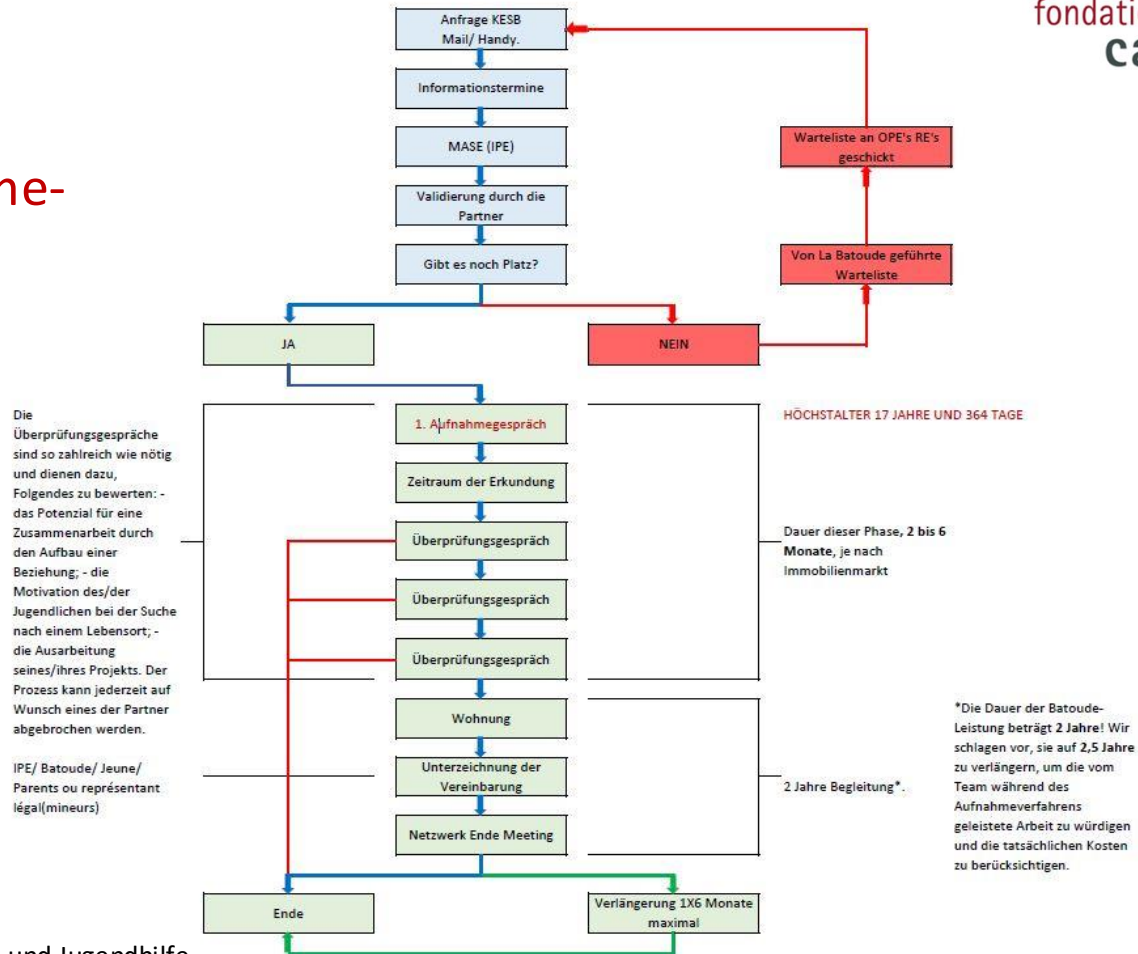 fondati
ca
ne-
Anfrage KESB
Mail/ Handy.
Informationstermine
MASE (IPE)
Validierung durch die
Partner
Gibt es noch Platz?
Warteliste an OPE's RE's
geschickt
Von La Batoude geführte
Warteliste
JA
NEIN
Die
Überprüfungsgespräche
sind so zahlreich wie nötig
und dienen dazu,
Folgendes zu bewerten: -
das Potenzial für eine
Zusammenarbeit durch
den Aufbau einer
Beziehung; - die
Motivation des/der
Jugendlichen bei der Suche
nach einem Lebensort; -
die Ausarbeitung
seines/ihres Projekts. Der
Prozess kann jederzeit auf
Wunsch eines der Partner
abgebrochen werden.
IPE/ Batoude/ Jeune/
Parents ou représentant
légal(mineurs)
1. Aufnahmegespräch
Zeitraum der Erkundung
Überprüfungsgespräch
Überprüfungsgespräch
Überprüfungsgespräch
Wohnung
Unterzeichnung der
Vereinbarung
Netzwerk Ende Meeting
HÖCHSTALTER 17 JAHRE UND 364 TAGE
Dauer dieser Phase, 2 bis 6
Monate, je nach
Immobilienmarkt
2 Jahre Begleitung*.
*Die Dauer der Batoude-
Leistung beträgt 2 Jahre! Wir
schlagen vor, sie auf 2,5 Jahre
zu verlängern, um die vom
Team während des
Aufnahmeverfahrens
geleistete Arbeit zu würdigen
und die tatsächlichen Kosten
zu berücksichtigen.
Ende
Verlängerung 1X6 Monate
maximal
und Jugendhilfe